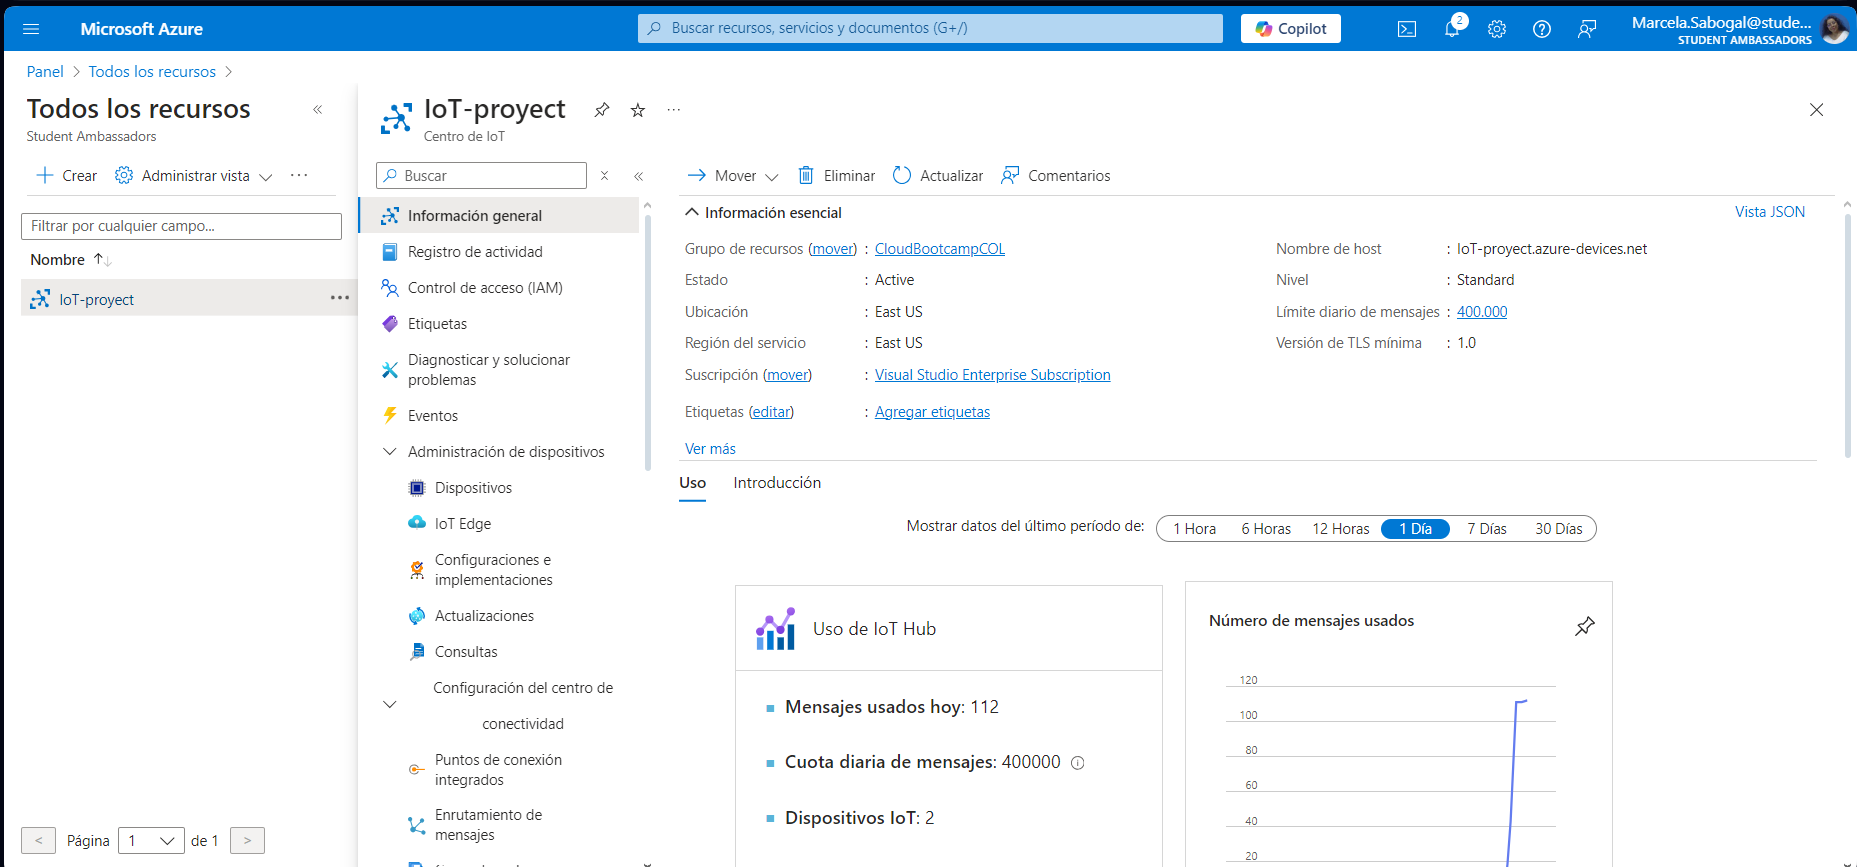 Microsoft Azure
Buscar recursos, servicios y documentos (G+/)
Copilot
2
Marcela.Sabogal@stude...
STUDENT AMBASSADORS
Panel > Todos los recursos >
Todos los recursos
Student Ambassadors
Crear
Administrar vista
Filtrar por cualquier campo...
Nombre
IoT-proyect
< Página 1 de 1 >
IoT-proyect
Centro de IoT
Buscar
Información general
Registro de actividad
Control de acceso (IAM)
Etiquetas
Diagnosticar y solucionar
problemas
Eventos
Administración de dispositivos
Dispositivos
IoT Edge
Configuraciones e
implementaciones
Actualizaciones
Consultas
Configuración del centro de
conectividad
Puntos de conexión
integrados
Enrutamiento de
mensajes
Mover
Eliminar
Actualizar
Comentarios
Información esencial
Vista JSON
Grupo de recursos (mover) : CloudBootcampCOL
Estado : Active
Ubicación : East US
Región del servicio : East US
Suscripción (mover) : Visual Studio Enterprise Subscription
Etiquetas (editar) : Agregar etiquetas
Nombre de host : IoT-proyect.azure-devices.net
Nivel : Standard
Límite diario de mensajes : 400.000
Versión de TLS mínima : 1.0
Ver más
Uso
Introducción
Mostrar datos del último período de: 1 Hora 6 Horas 12 Horas 1 Día 7 Días 30 Días
Uso de IoT Hub
Mensajes usados hoy: 112
Cuota diaria de mensajes: 400000
Dispositivos IoT: 2
Número de mensajes usados
120
100
80
60
40
20